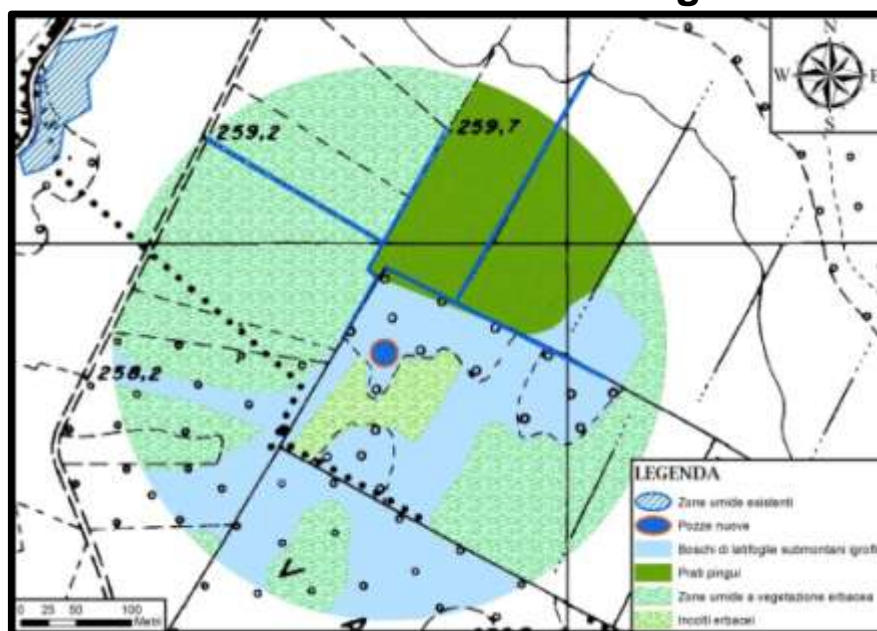 N
W E
S
259,2
259,7
258,2
LEGENDA
Zone umide esistenti
Pozze nuove
Boschi di latifoglie submontani igrofi
Prati pingui
Zone umide a vegetazione erbacea
Incolti erbacei
0 25 50 100
Metri